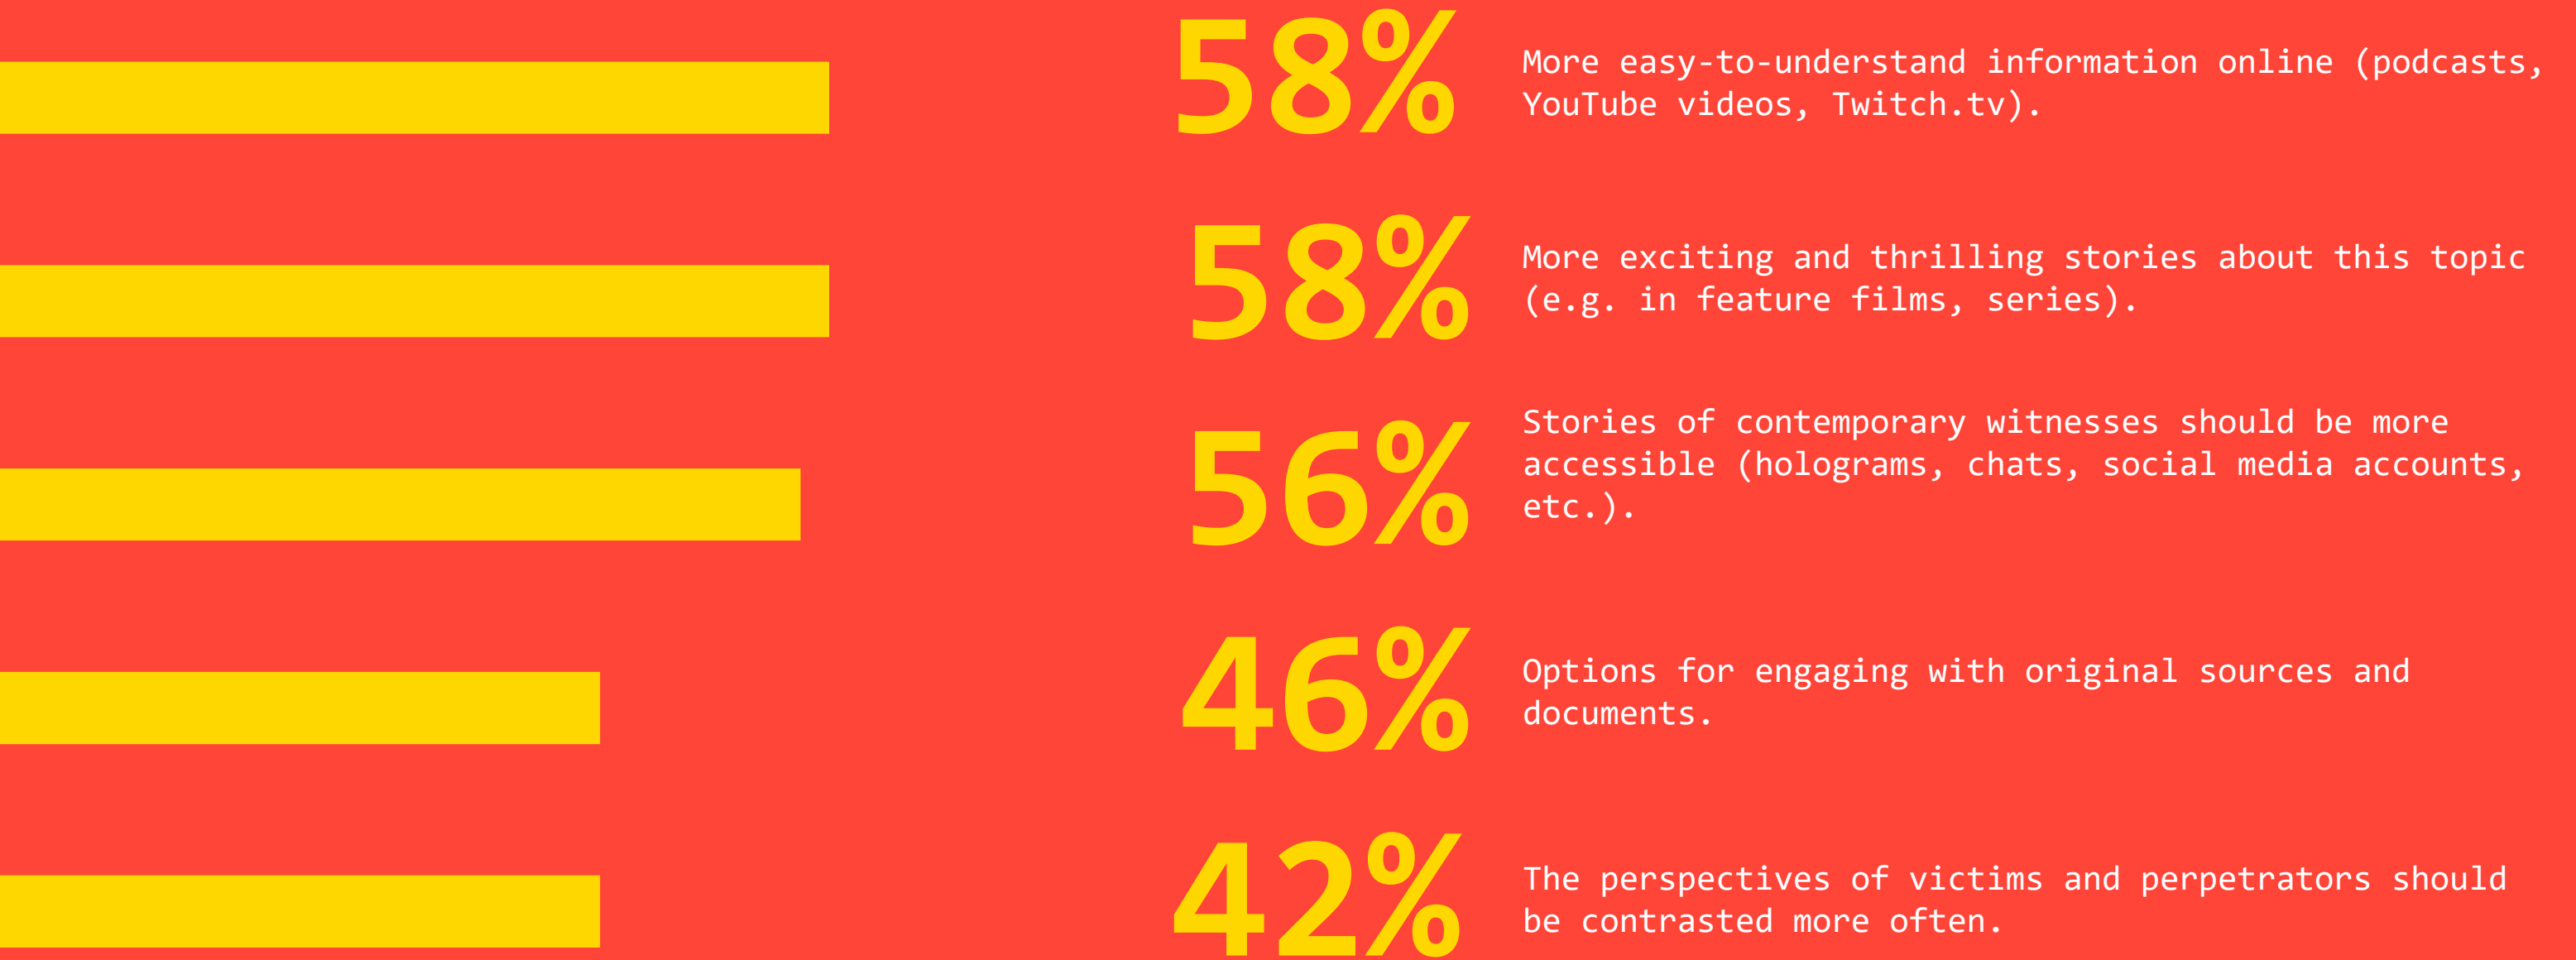 58%
More easy-to-understand information online (podcasts,
YouTube videos, Twitch.tv).
58%
More exciting and thrilling stories about this topic
(e.g. in feature films, series).
56%
Stories of contemporary witnesses should be more
accessible (holograms, chats, social media accounts,
etc.).
46%
Options for engaging with original sources and
documents.
42%
The perspectives of victims and perpetrators should
be contrasted more often.